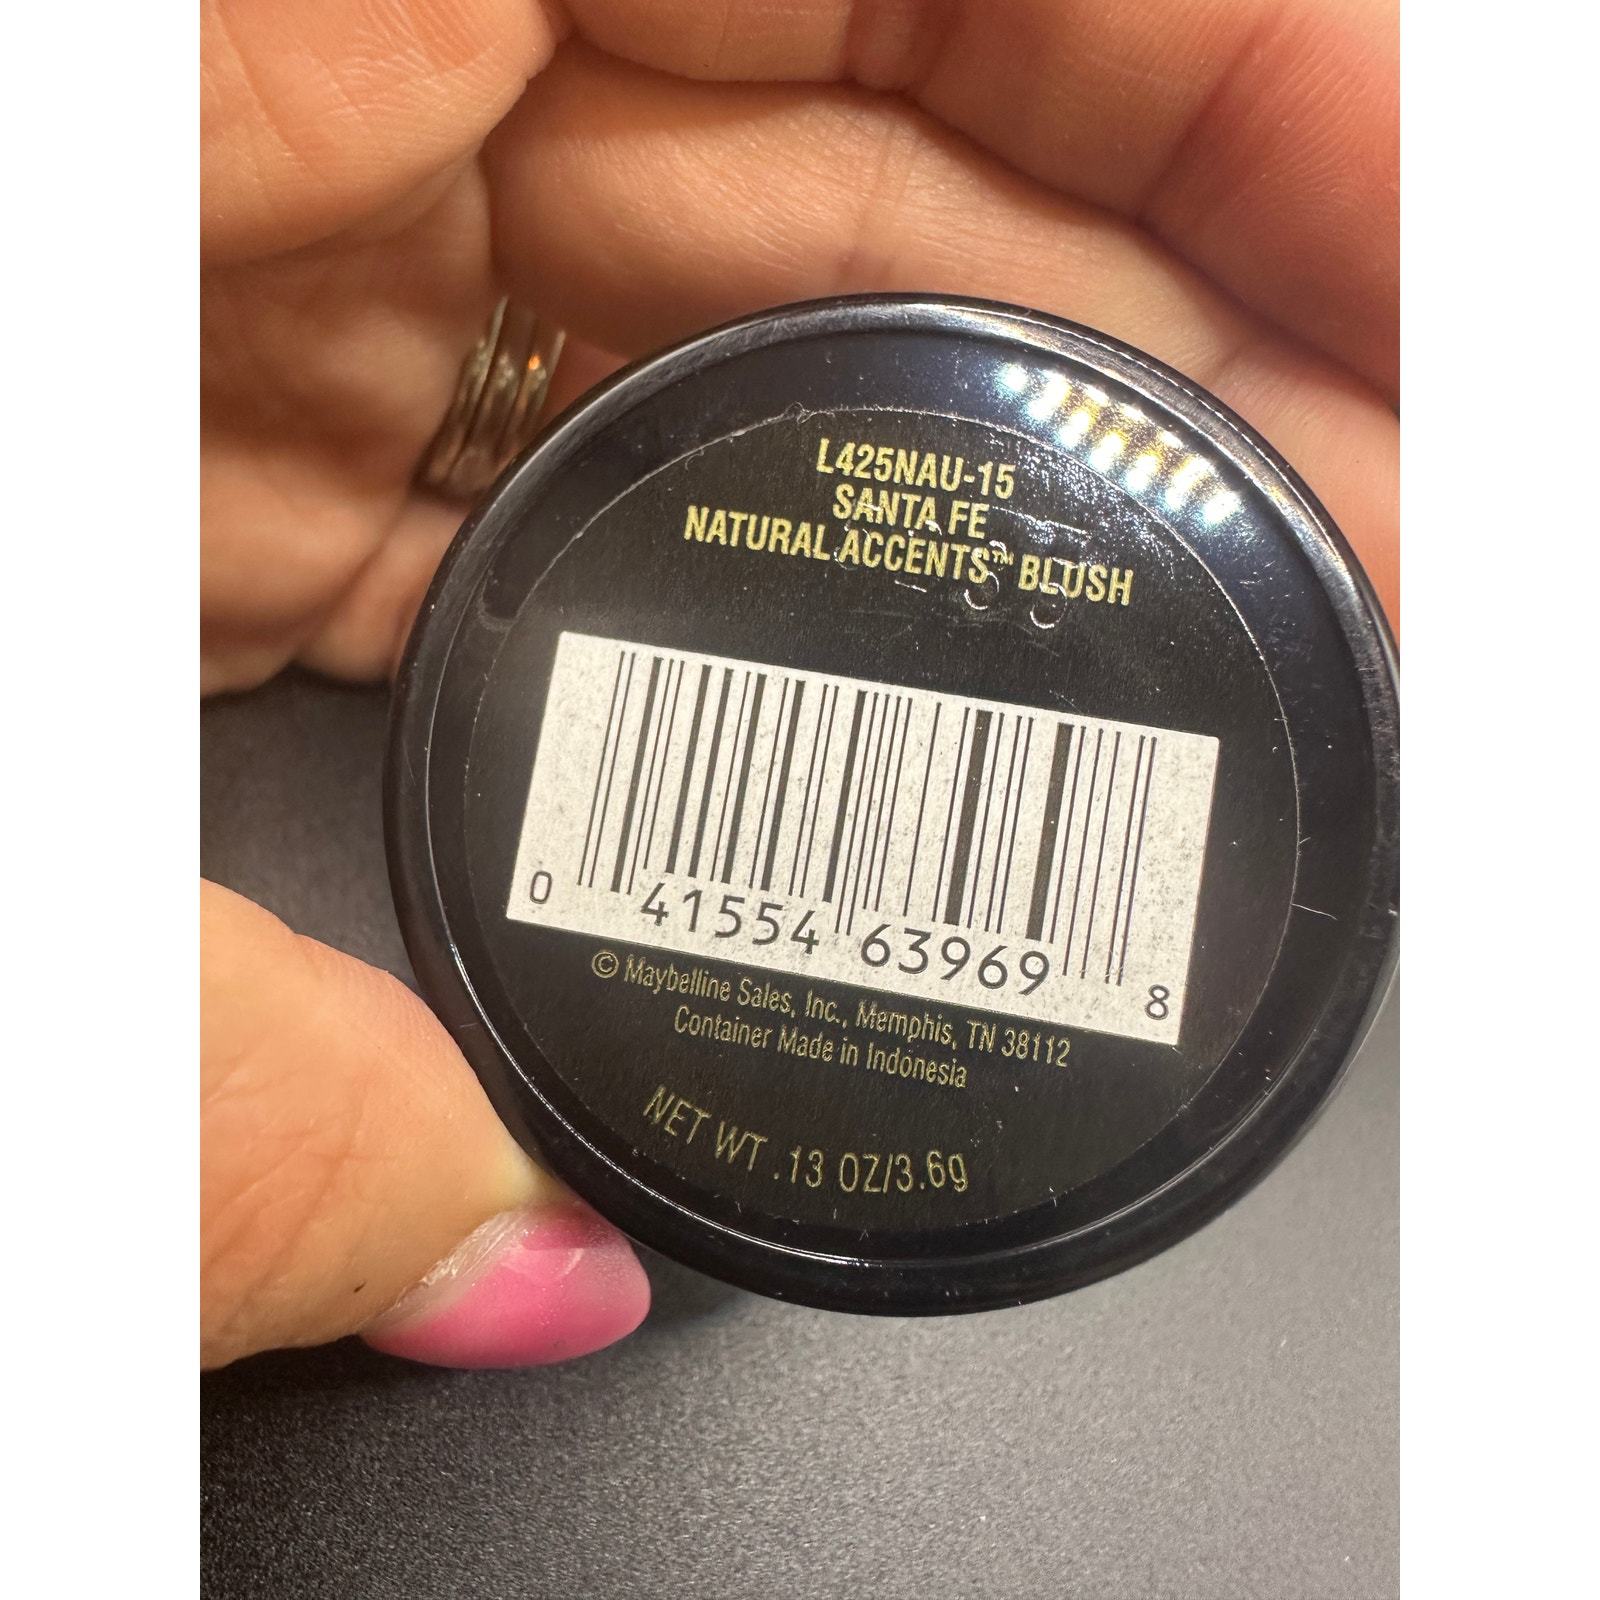 L425NAU-15
SANTA FE
NATURAL ACCENTS™ BLUSH
0 41554 63969 8
© Maybelline Sales, Inc., Memphis, TN 38112
Container Made in Indonesia
NET WT .13 OZ/3.6g